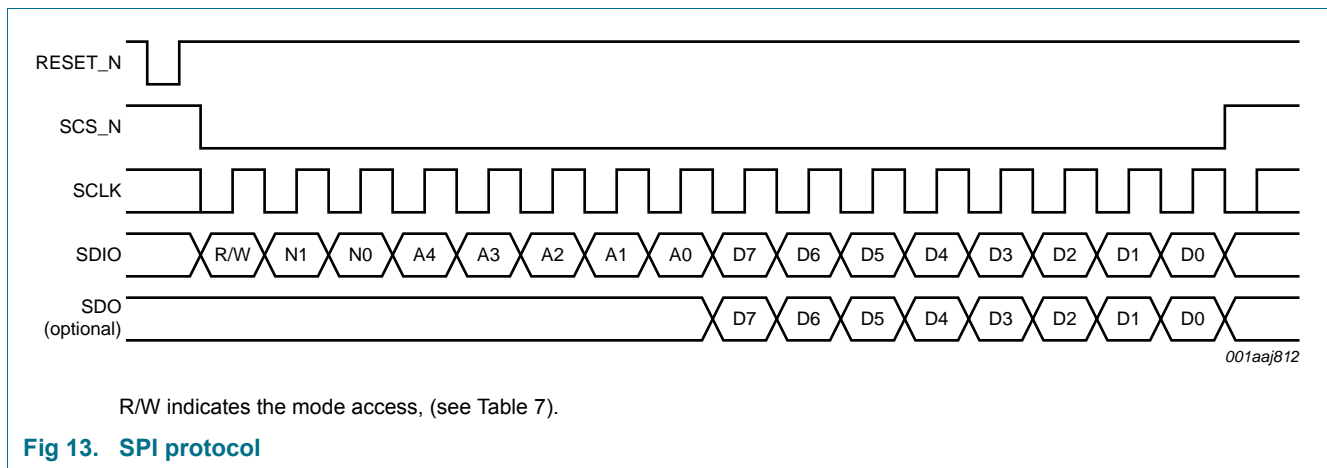 RESET_N
SCS_N
SCLK
SDIO R/W N1 N0 A4 A3 A2 A1 A0 D7 D6 D5 D4 D3 D2 D1 D0
SDO
(optional) D7 D6 D5 D4 D3 D2 D1 D0
001aaj812
R/W indicates the mode access, (see Table 7).
Fig 13. SPI protocol